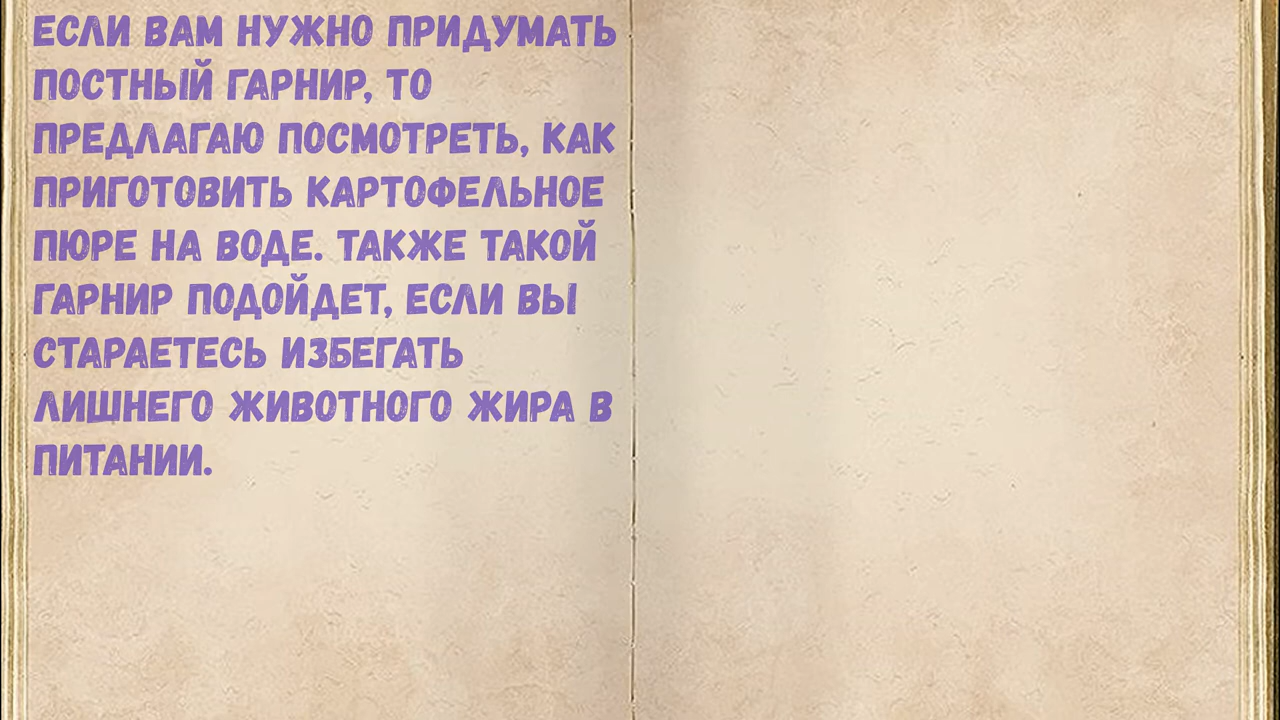 ЕСЛИ ВАМ НУЖНО ПРИДУМАТЬ
ПОСТНЫЙ ГАРНИР, ТО
ПРЕДЛАГАЮ ПОСМОТРЕТЬ, КАК
ПРИГОТОВИТЬ КАРТОФЕЛЬНОЕ
ПЮРЕ НА ВОДЕ. ТАКЖЕ ТАКОЙ
ГАРНИР ПОДОЙДЕТ, ЕСЛИ ВЫ
СТАРАЕТЕСЬ ИЗБЕГАТЬ
ЛИШНЕГО ЖИВОТНОГО ЖИРА В
ПИТАНИИ.